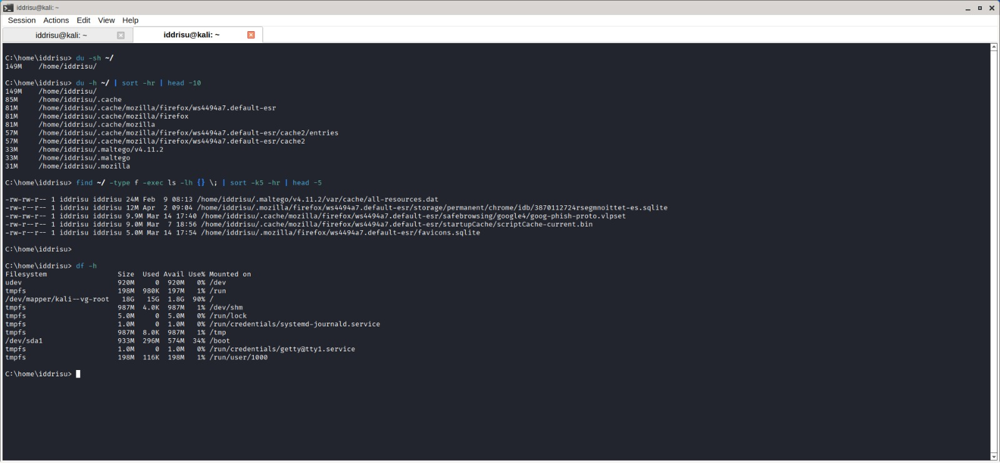 iddrisu@kali: ~
Session Actions Edit View Help
iddrisu@kali: ~ iddrisu@kali: ~
C:\home\iddrisu> du -sh ~/
149M /home/iddrisu/
C:\home\iddrisu> du -h ~/ | sort -hr | head -10
149M /home/iddrisu/
85M /home/iddrisu/.cache
81M /home/iddrisu/.cache/mozilla/firefox/ws4494a7.default-esr
81M /home/iddrisu/.cache/mozilla/firefox
81M /home/iddrisu/.cache/mozilla
57M /home/iddrisu/.cache/mozilla/firefox/ws4494a7.default-esr/cache2/entries
57M /home/iddrisu/.cache/mozilla/firefox/ws4494a7.default-esr/cache2
33M /home/iddrisu/.maltego/v4.11.2
33M /home/iddrisu/.maltego
31M /home/iddrisu/.mozilla
C:\home\iddrisu> find ~/ -type f -exec ls -lh {} \; | sort -k5 -hr | head -5
-rw-rw-r-- 1 iddrisu iddrisu 24M Feb 9 08:13 /home/iddrisu/.maltego/v4.11.2/var/cache/all-resources.dat
-rw-r--r-- 1 iddrisu iddrisu 12M Apr 2 09:04 /home/iddrisu/.mozilla/firefox/ws4494a7.default-esr/storage/permanent/chrome/idb/3870112724rsegmnoittet-es.sqlite
-rw-rw-r-- 1 iddrisu iddrisu 9.9M Mar 14 17:40 /home/iddrisu/.cache/mozilla/firefox/ws4494a7.default-esr/safebrowsing/google4/goog-phish-proto.vlpset
-rw-r--r-- 1 iddrisu iddrisu 9.0M Mar 7 18:56 /home/iddrisu/.cache/mozilla/firefox/ws4494a7.default-esr/startupCache/scriptCache-current.bin
-rw-r--r-- 1 iddrisu iddrisu 5.0M Mar 14 17:54 /home/iddrisu/.mozilla/firefox/ws4494a7.default-esr/favicons.sqlite
C:\home\iddrisu>
C:\home\iddrisu> df -h
Filesystem Size Used Avail Use% Mounted on
udev 920M 0 920M 0% /dev
tmpfs 198M 980K 197M 1% /run
/dev/mapper/kali--vg-root 18G 15G 1.8G 90% /
tmpfs 987M 4.0K 987M 1% /dev/shm
tmpfs 5.0M 0 5.0M 0% /run/lock
tmpfs 1.0M 0 1.0M 0% /run/credentials/systemd-journald.service
tmpfs 987M 8.0K 987M 1% /tmp
/dev/sda1 933M 296M 574M 34% /boot
tmpfs 1.0M 0 1.0M 0% /run/credentials/getty@tty1.service
tmpfs 198M 116K 198M 1% /run/user/1000
C:\home\iddrisu>